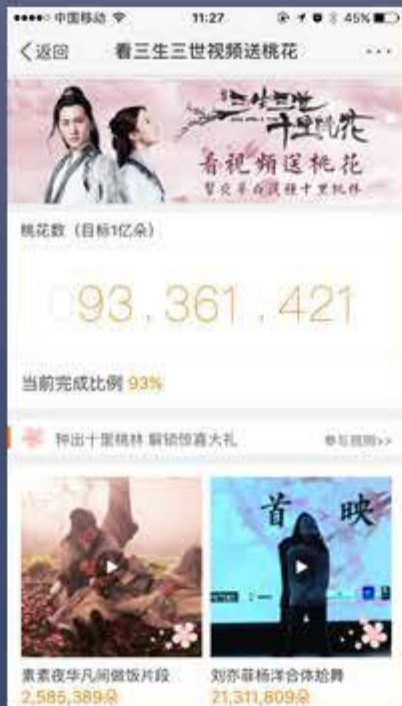 中国移动
11:27
45%
返回
看三生三世视频送桃花
三生三世
十里桃花
看视频送桃花
桃花数（目标1亿朵）
093,361,421
当前完成比例 93%
种出十里桃林 解锁惊喜大礼
参与规则>>
首映
素素夜华凡间做饭片段
刘亦菲杨洋合体尬舞
2,585,389朵
21,311,809朵